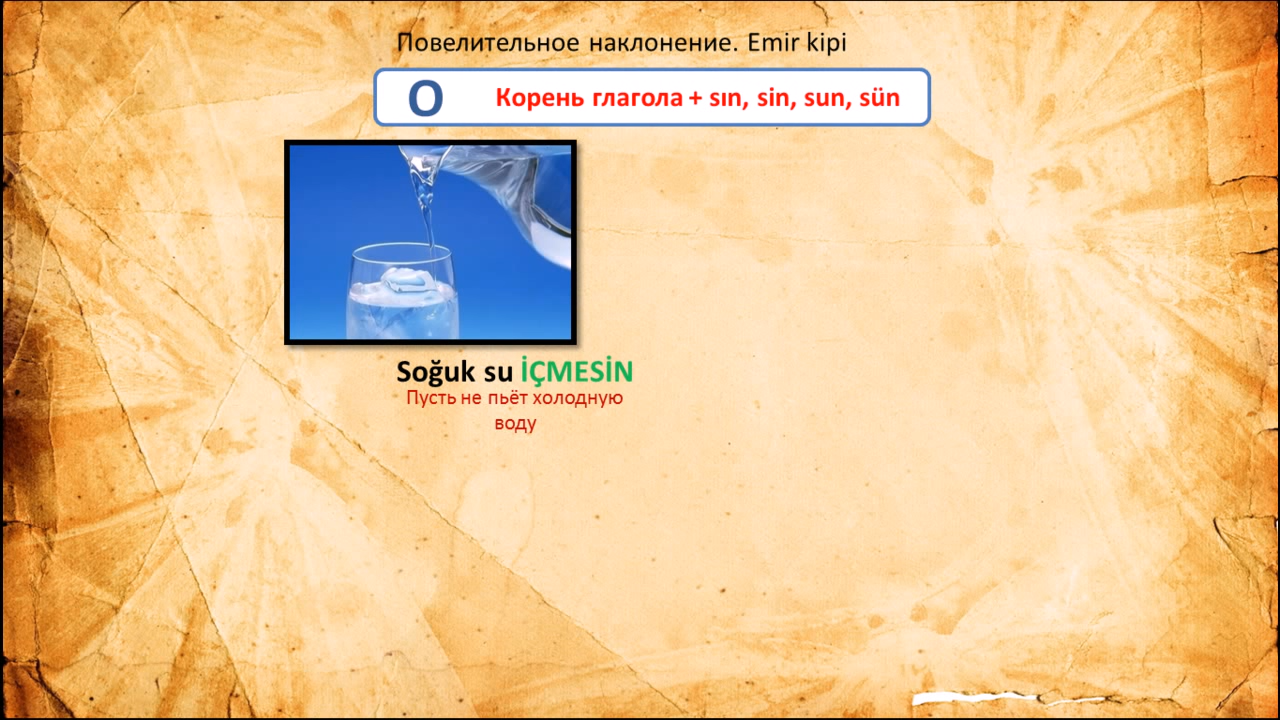 Повелительное наклонение. Emir kipi
O Корень глагола + sın, sin, sun, sün
Soğuk su İÇMESİN
Пусть не пьёт холодную
воду